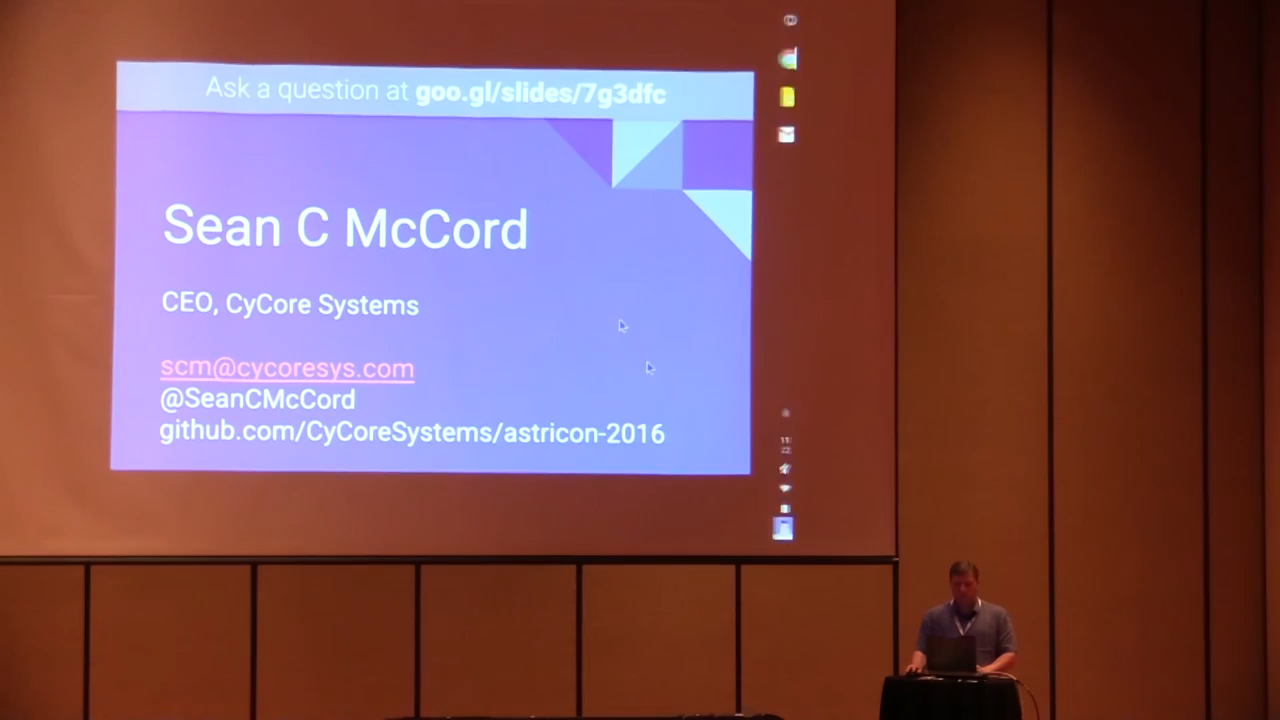 Ask a question at goo.gl/slides/7g3dfc
Sean C McCord
CEO, CyCore Systems
scm@cycoresys.com
@SeanCMcCord
github.com/CyCoreSystems/astricon-2016